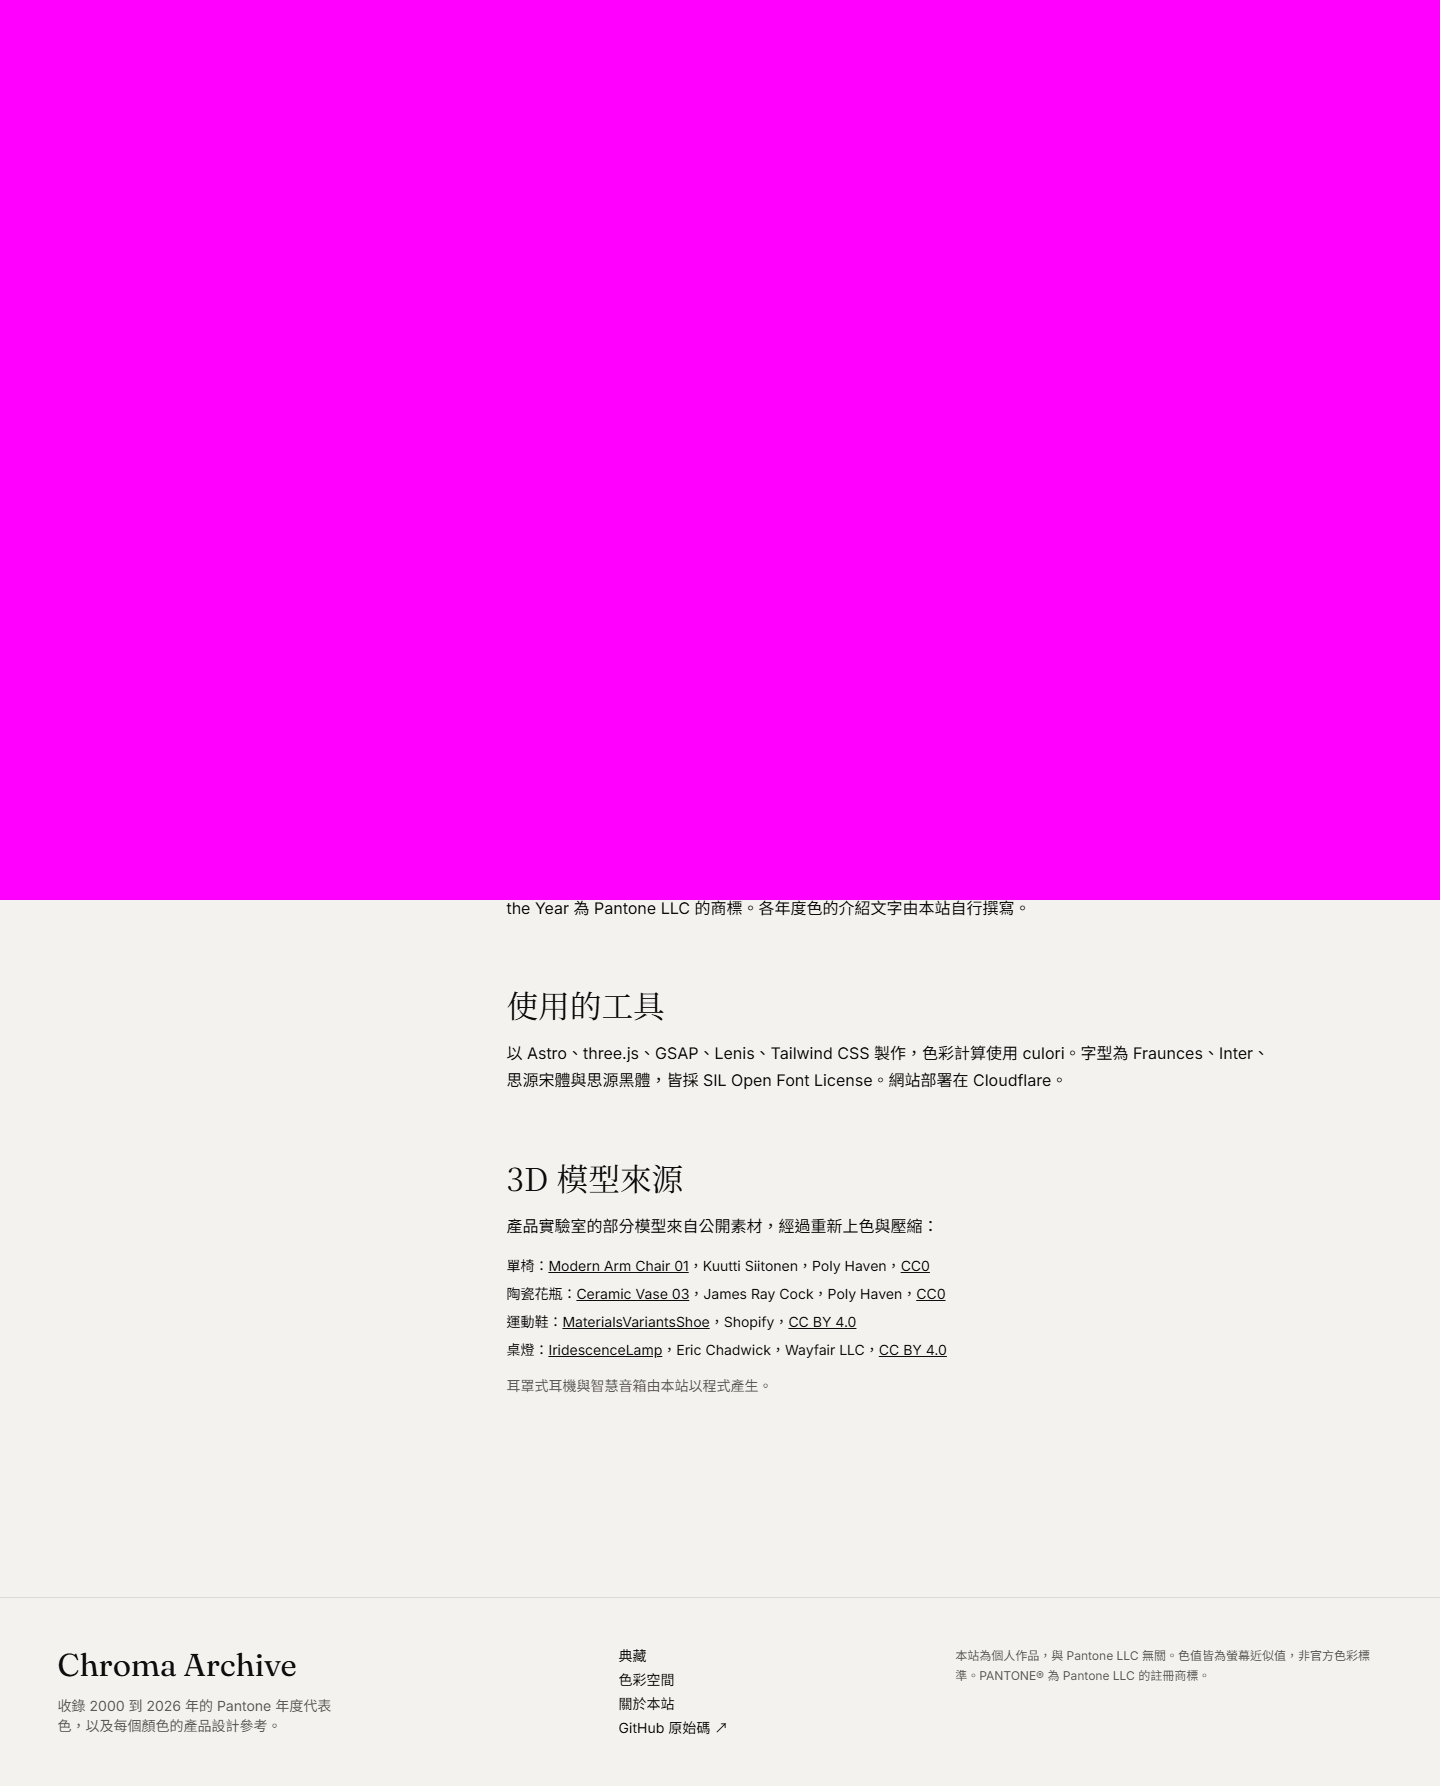 the Year 為 Pantone LLC 的商標。各年度色的介紹文字由本站自行撰寫。
使用的工具
以 Astro、three.js、GSAP、Lenis、Tailwind CSS 製作，色彩計算使用 culori。字型為 Fraunces、Inter、
思源宋體與思源黑體，皆採 SIL Open Font License。網站部署在 Cloudflare。
3D 模型來源
產品實驗室的部分模型來自公開素材，經過重新上色與壓縮：
單椅：Modern Arm Chair 01，Kuutti Siitonen，Poly Haven，CC0
陶瓷花瓶：Ceramic Vase 03，James Ray Cock，Poly Haven，CC0
運動鞋：MaterialsVariantsShoe，Shopify，CC BY 4.0
桌燈：IridescenceLamp，Eric Chadwick，Wayfair LLC，CC BY 4.0
耳罩式耳機與智慧音箱由本站以程式產生。
Chroma Archive
收錄 2000 到 2026 年的 Pantone 年度代表
色，以及每個顏色的產品設計參考。
典藏
色彩空間
關於本站
GitHub 原始碼 ↗
本站為個人作品，與 Pantone LLC 無關。色值皆為螢幕近似值，非官方色彩標
準。PANTONE® 為 Pantone LLC 的註冊商標。